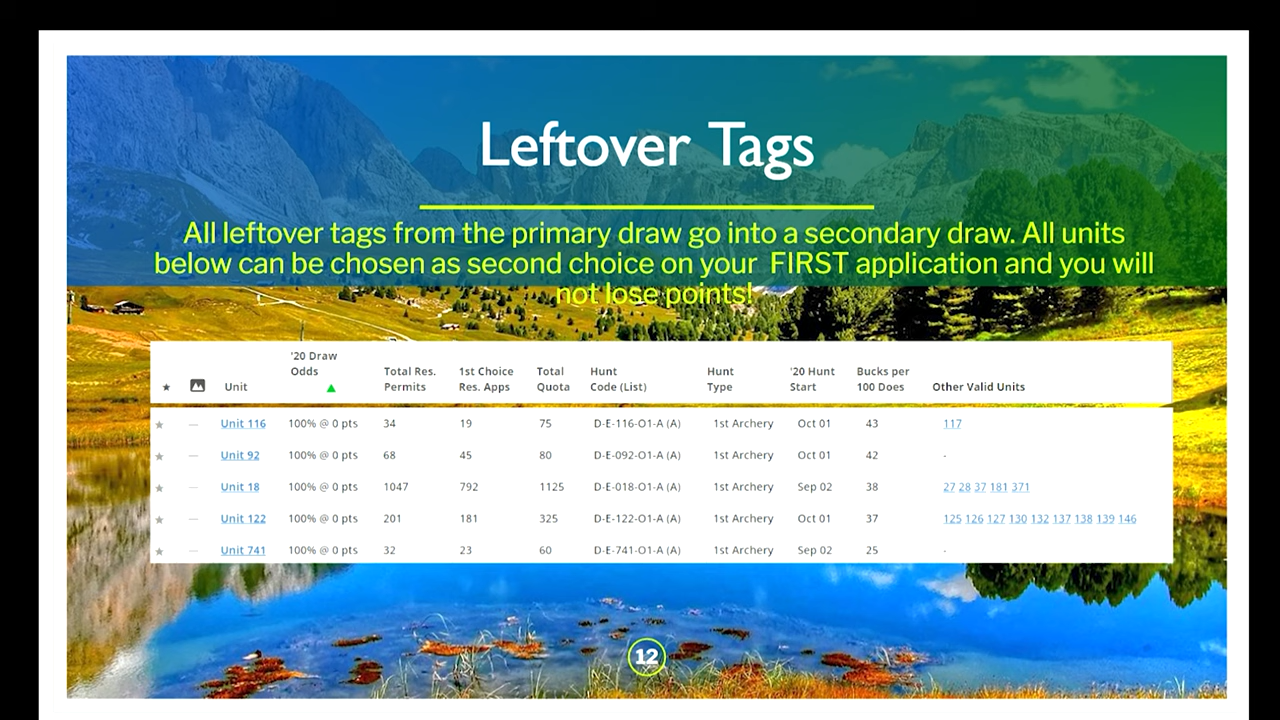 Leftover Tags
All leftover tags from the primary draw go into a secondary draw. All units
below can be chosen as second choice on your FIRST application and you will
not lose points!
'20 Draw Odds Total Res. Permits 1st Choice Res. Apps Total Quota Hunt Code (List) Hunt Type '20 Hunt Start Bucks per 100 Does Other Valid Units
Unit
Unit 116 100% @ 0 pts 34 19 75 D-E-116-O1-A (A) 1st Archery Oct 01 43 117
Unit 92 100% @ 0 pts 68 45 80 D-E-092-O1-A (A) 1st Archery Oct 01 42 -
Unit 18 100% @ 0 pts 1047 792 1125 D-E-018-O1-A (A) 1st Archery Sep 02 38 27 28 37 181 371
Unit 122 100% @ 0 pts 201 181 325 D-E-122-O1-A (A) 1st Archery Oct 01 37 125 126 127 130 132 137 138 139 146
Unit 741 100% @ 0 pts 32 23 60 D-E-741-O1-A (A) 1st Archery Sep 02 25 -
12